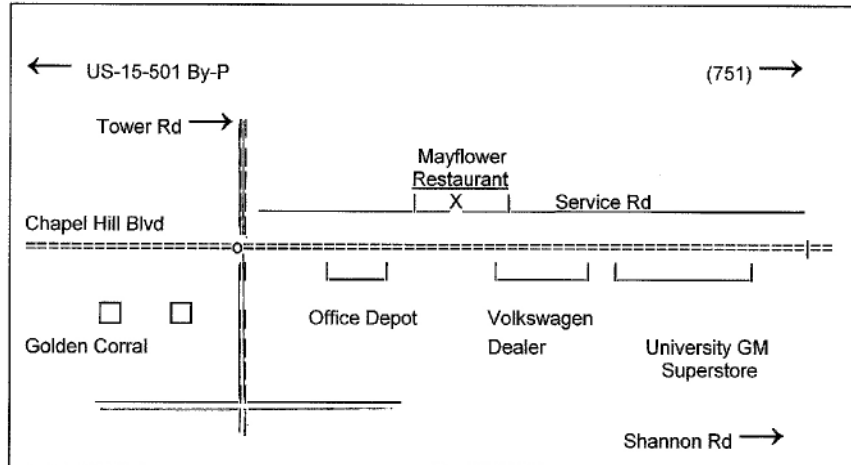 US-15-501 By-P
(751)
Tower Rd
Mayflower
Restaurant
X
Service Rd
Chapel Hill Blvd
Office Depot
Volkswagen
Dealer
Golden Corral
University GM
Superstore
Shannon Rd